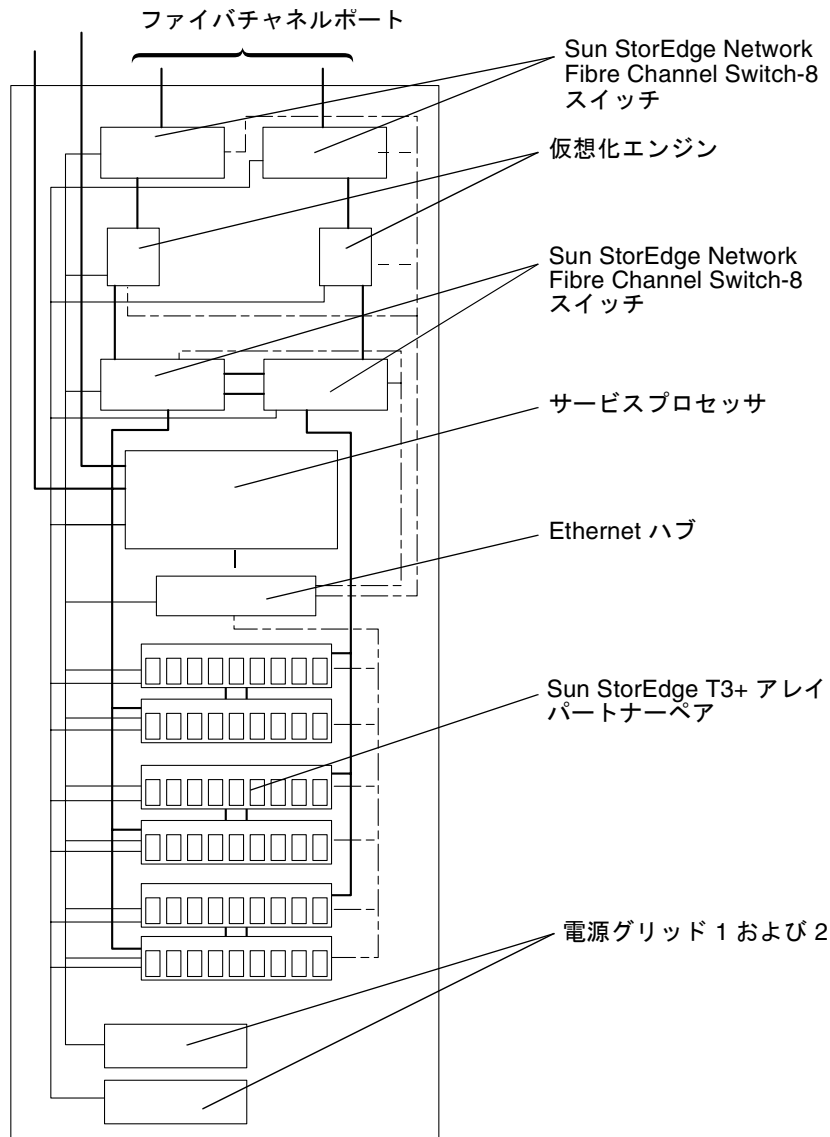 ファイバチャネルポート
Sun StorEdge Network
Fibre Channel Switch-8
スイッチ
仮想化エンジン
Sun StorEdge Network
Fibre Channel Switch-8
スイッチ
サービスプロセッサ
Ethernet ハブ
Sun StorEdge T3+ アレイ
パートナーペア
電源グリッド 1 および 2